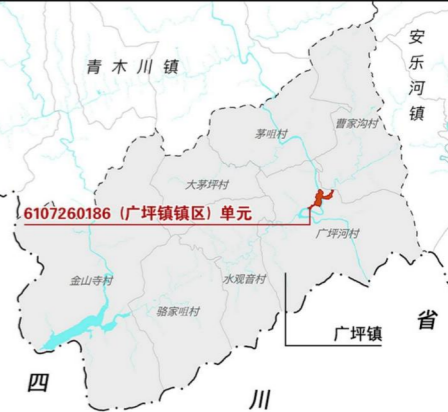 青木川镇
安乐河镇
曹家沟村
茅咀村
大茅坪村
6107260186（广坪镇镇区）单元
广坪河村
水观音村
金山寺村
骆家咀村
广坪镇
省
四
川